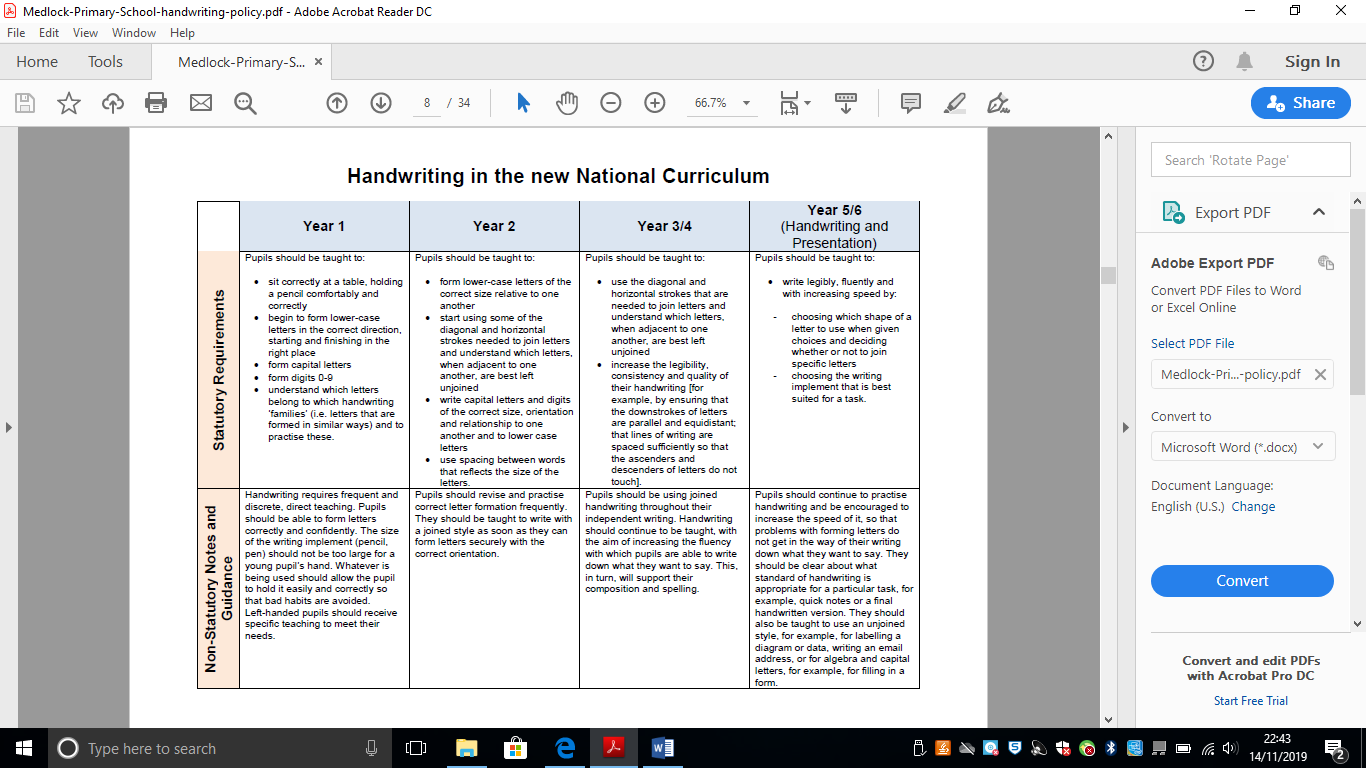 Medlock-Primary-School-handwriting-policy.pdf - Adobe Acrobat Reader DC
File Edit View Window Help
Home Tools Medlock-Primary-S... × Sign In
8 / 34 66.7% Share
Handwriting in the new National Curriculum
Year 1
Year 2
Year 3/4
Year 5/6
(Handwriting and
Presentation)
Statutory Requirements
Pupils should be taught to:
• sit correctly at a table, holding
a pencil comfortably and
correctly
• begin to form lower-case
letters in the correct direction,
starting and finishing in the
right place
• form capital letters
• form digits 0-9
• understand which letters
belong to which handwriting
'families' (i.e. letters that are
formed in similar ways) and to
practise these.
Pupils should be taught to:
• form lower-case letters of the
correct size relative to one
another
• start using some of the
diagonal and horizontal
strokes needed to join letters
and understand which letters,
when adjacent to one
another, are best left
unjoined
• write capital letters and digits
of the correct size, orientation
and relationship to one
another and to lower case
letters
• use spacing between words
that reflects the size of the
letters.
Pupils should be taught to:
• use the diagonal and
horizontal strokes that are
needed to join letters and
understand which letters,
when adjacent to one
another, are best left
unjoined
• increase the legibility,
consistency and quality of
their handwriting [for
example, by ensuring that
the downstrokes of letters
are parallel and equidistant;
that lines of writing are
spaced sufficiently so that
the ascenders and
descenders of letters do not
touch].
Pupils should be taught to:
• write legibly, fluently and
with increasing speed by:
- choosing which shape of a
letter to use when given
choices and deciding
whether or not to join
specific letters
- choosing the writing
implement that is best
suited for a task.
Non-Statutory Notes and
Guidance
Handwriting requires frequent and
discrete, direct teaching. Pupils
should be able to form letters
correctly and confidently. The size
of the writing implement (pencil,
pen) should not be too large for a
young pupil's hand. Whatever is
being used should allow the pupil
to hold it easily and correctly so
that bad habits are avoided.
Left-handed pupils should receive
specific teaching to meet their
needs.
Pupils should revise and practise
correct letter formation frequently.
They should be taught to write with
a joined style as soon as they can
form letters securely with the
correct orientation.
Pupils should be using joined
handwriting throughout their
independent writing. Handwriting
should continue to be taught, with
the aim of increasing the fluency
with which pupils are able to write
down what they want to say. This,
in turn, will support their
composition and spelling.
Pupils should continue to practise
handwriting and be encouraged to
increase the speed of it, so that
problems with forming letters do
not get in the way of their writing
down what they want to say. They
should be clear about what
standard of handwriting is
appropriate for a particular task, for
example, quick notes or a final
handwritten version. They should
also be taught to use an unjoined
style, for example, for labelling a
diagram or data, writing an email
address, or for algebra and capital
letters, for example, for filling in a
form.
Search 'Rotate Page'
Export PDF
Adobe Export PDF
Convert PDF Files to Word
or Excel Online
Select PDF File
Medlock-Pri...-policy.pdf
Convert to
Microsoft Word (*.docx)
Document Language:
English (U.S.) Change
Convert
Convert and edit PDFs
with Acrobat Pro DC
Start Free Trial
Type here to search
22:43
14/11/2019
2